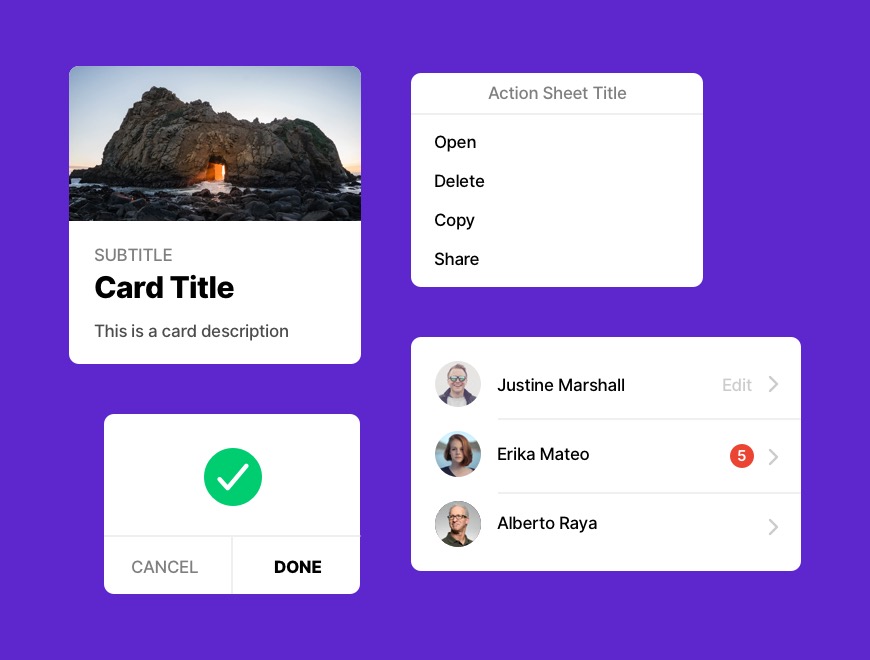 SUBTITLE
Card Title
This is a card description
CANCEL
DONE
Action Sheet Title
Open
Delete
Copy
Share
Justine Marshall
Edit
Erika Mateo
5
Alberto Raya